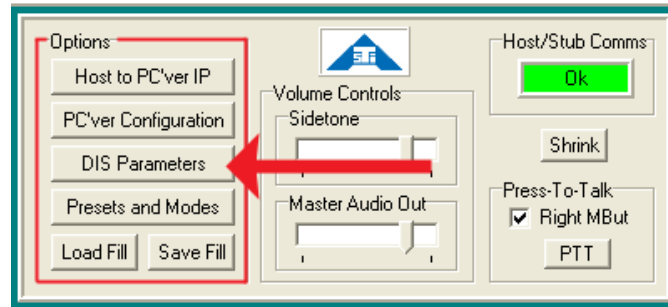 Options
Host to PC'ver IP
PC'ver Configuration
DIS Parameters
Presets and Modes
Load Fill
Save Fill
STi
Volume Controls
Sidetone
Master Audio Out
Host/Stub Comms
Ok
Shrink
Press-To-Talk
Right MBut
PTT